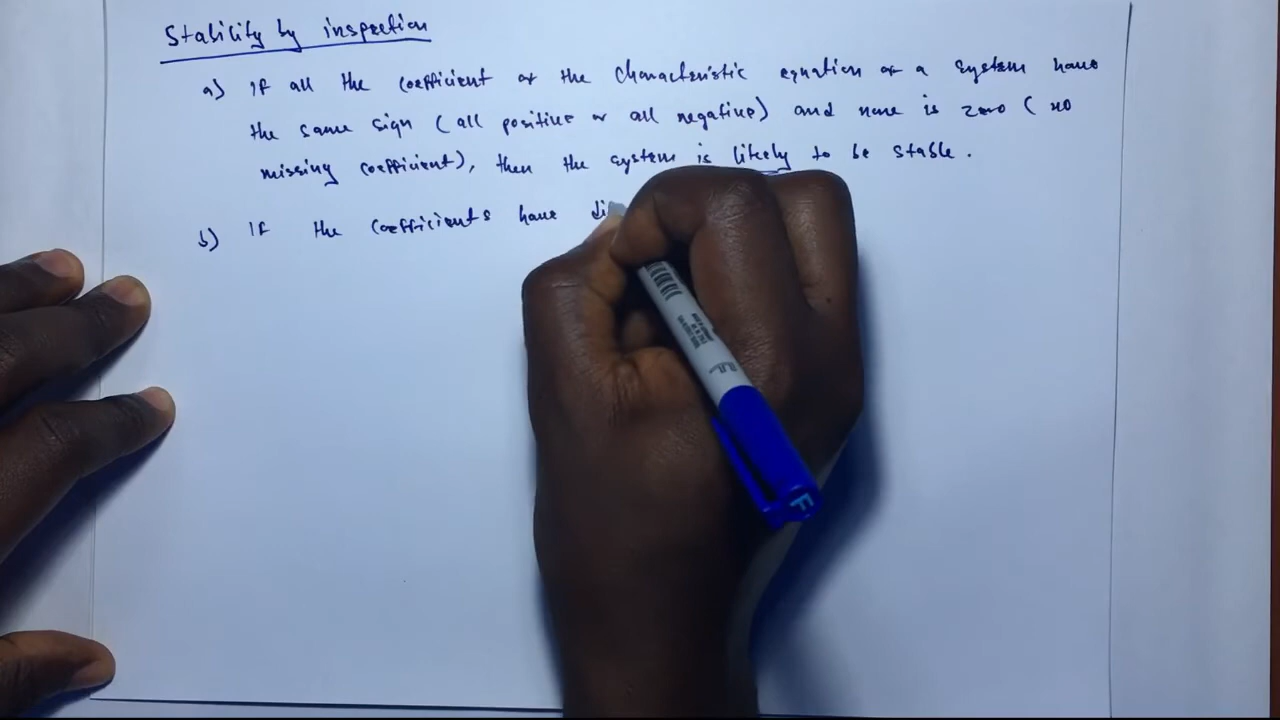 Stability by inspection
a) If all the coefficient of the characteristic equation of a system have
the same sign (all positive or all negative) and none is zero (no
missing coefficient), then the system is likely to be stable.
b) If the coefficients have di
F
F